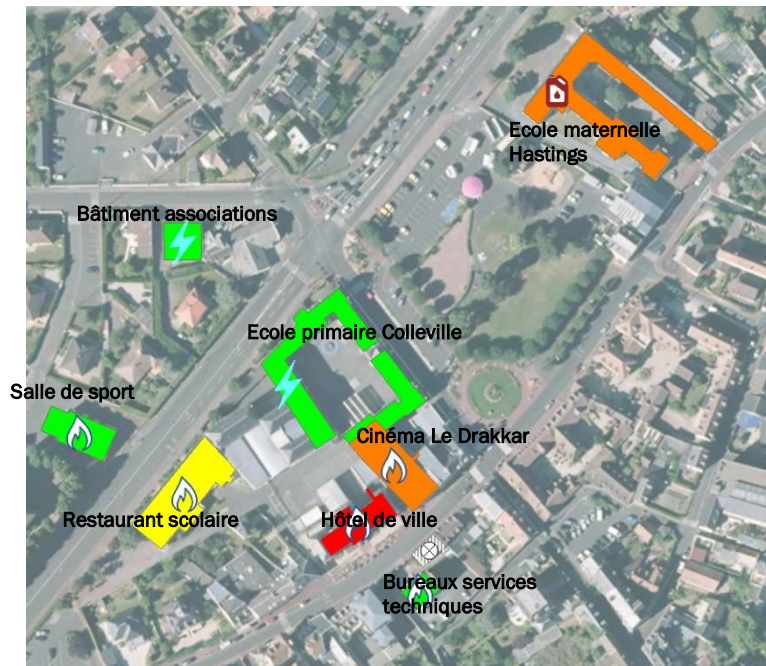 Ecole maternelle
Hastings
Bâtiment associations
Ecole primaire Colleville
Salle de sport
Cinéma Le Drakkar
Restaurant scolaire
Hôtel de ville
Bureaux services
techniques